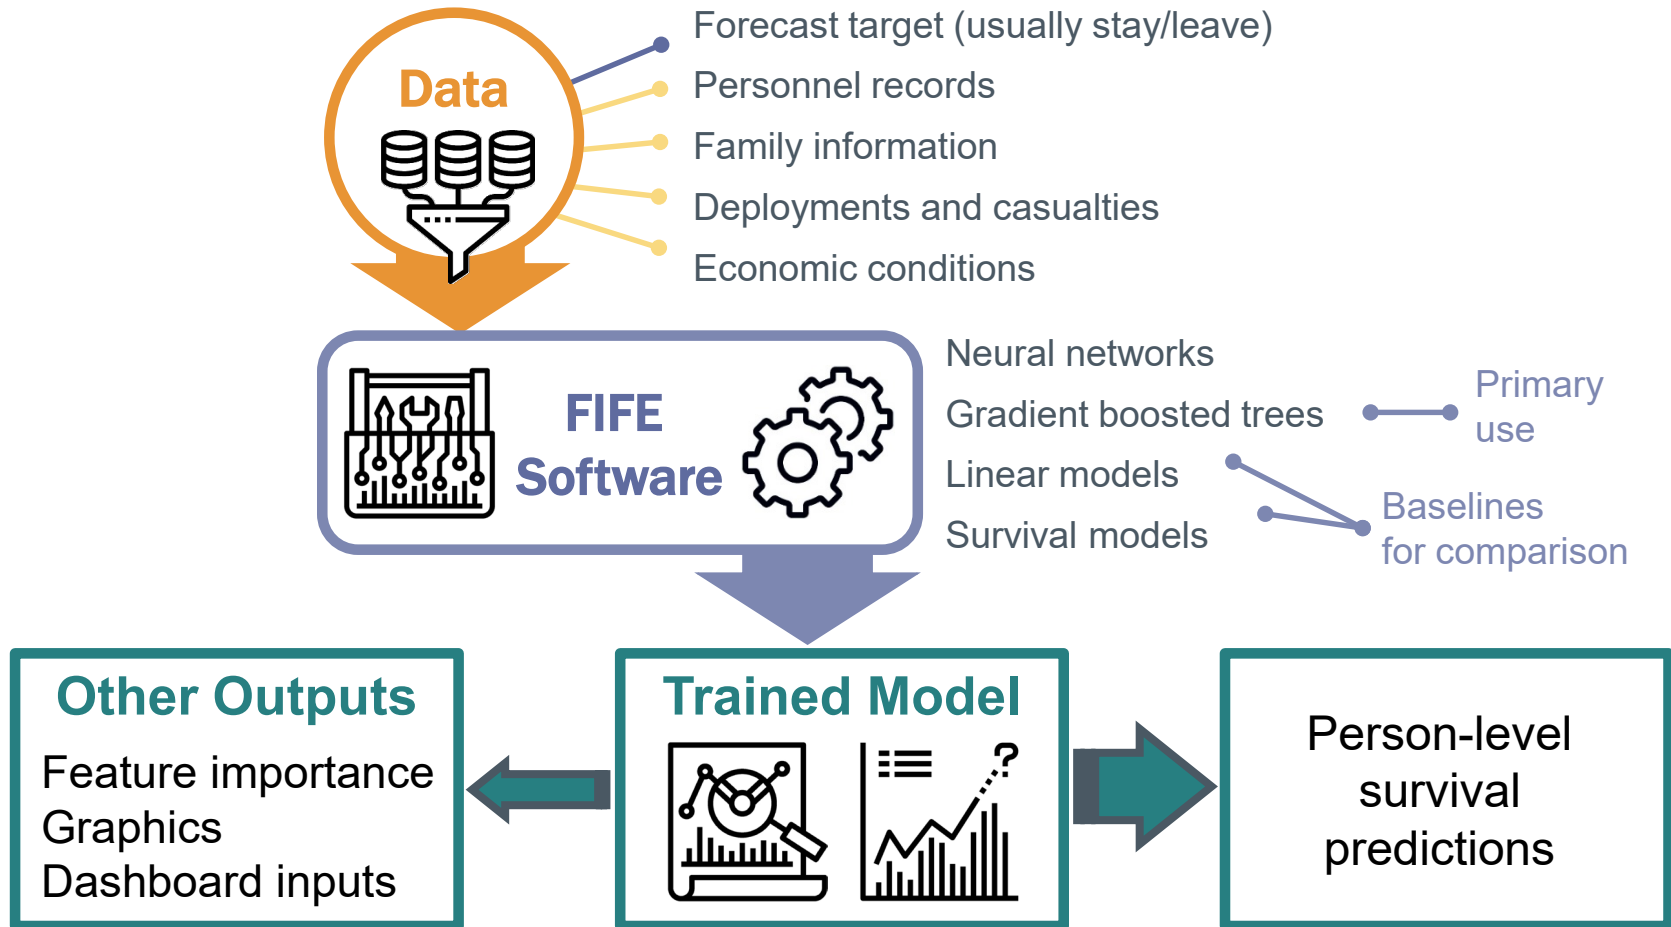 Data
Forecast target (usually stay/leave)
Personnel records
Family information
Deployments and casualties
Economic conditions
FIFE
Software
Neural networks
Gradient boosted trees
Linear models
Survival models
Primary
use
Baselines
for comparison
Other Outputs
Feature importance
Graphics
Dashboard inputs
Trained Model
?
Person-level
survival
predictions